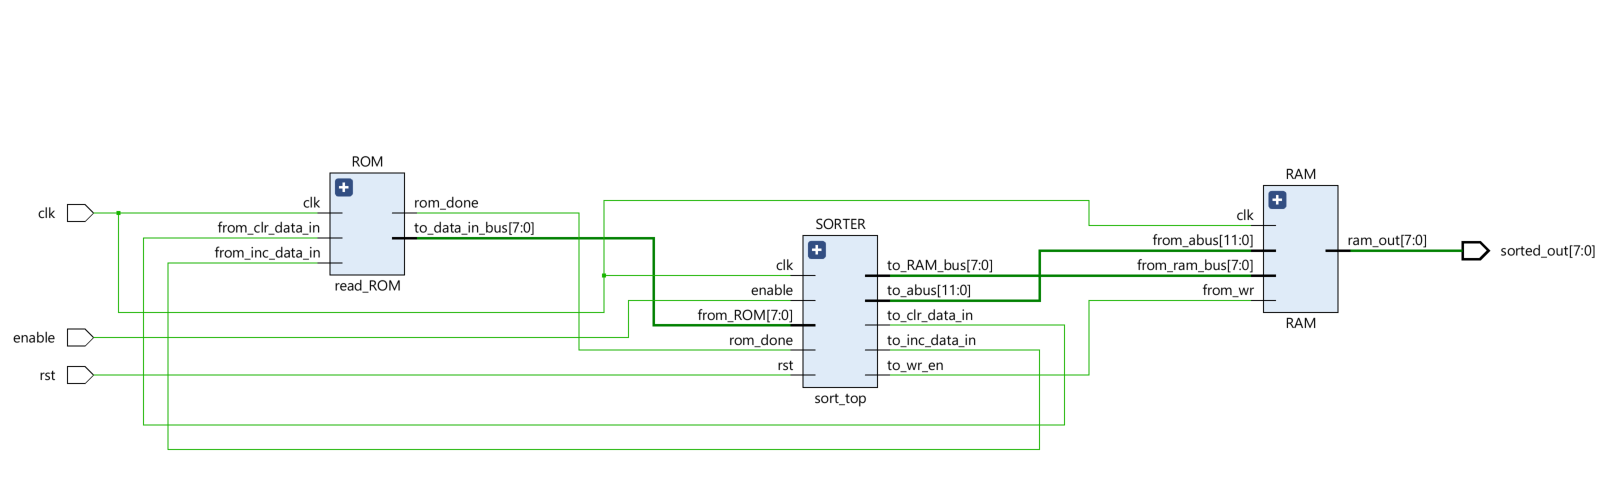 clk
enable
rst
ROM
clk
from_clr_data_in
from_inc_data_in
rom_done
to_data_in_bus[7:0]
read_ROM
SORTER
clk
enable
from_ROM[7:0]
rom_done
rst
to_RAM_bus[7:0]
to_abus[11:0]
to_clr_data_in
to_inc_data_in
to_wr_en
sort_top
RAM
clk
from_abus[11:0]
from_ram_bus[7:0]
from_wr
ram_out[7:0]
RAM
sorted_out[7:0]